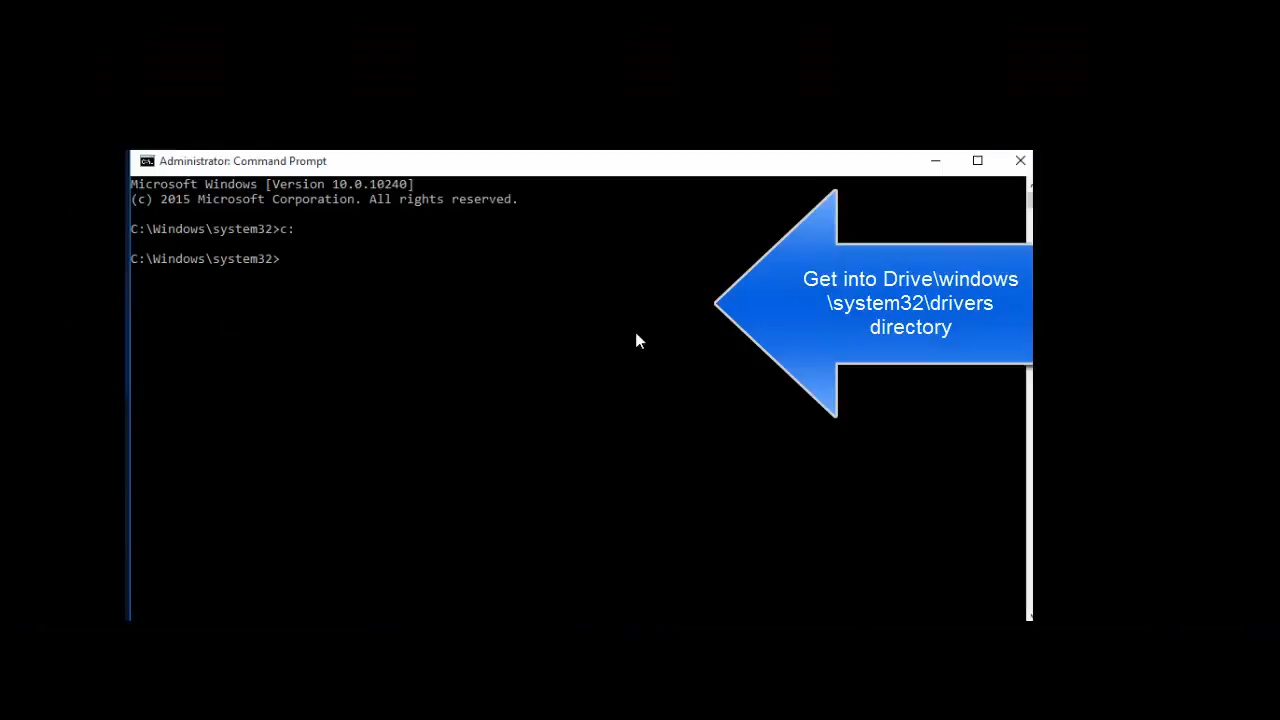 Administrator: Command Prompt
Microsoft Windows [Version 10.0.10240]
(c) 2015 Microsoft Corporation. All rights reserved.
C:\Windows\system32>c:
C:\Windows\system32>
Get into Drive\windows
\system32\drivers
directory